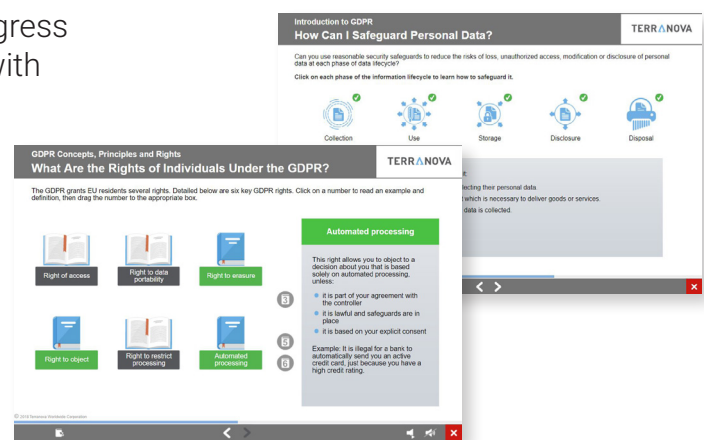 gress
with
Introduction to GDPR
How Can I Safeguard Personal Data?
TERRANOVA
Can you use reasonable security safeguards to reduce the risks of loss, unauthorized access, modification or disclosure of personal
data at each phase of data lifecycle?
Click on each phase of the information lifecycle to learn how to safeguard it.
Collection
Use
Storage
Disclosure
Disposal
it:
llecting their personal data.
t which is necessary to deliver goods or services.
data is collected.
GDPR Concepts, Principles and Rights
What Are the Rights of Individuals Under the GDPR?
TERRANOVA
The GDPR grants EU residents several rights. Detailed below are six key GDPR rights. Click on a number to read an example and
definition, then drag the number to the appropriate box.
Right of access
Right to data
portability
Right to erasure
Right to object
Right to restrict
processing
Automated
processing
3
5
6
Automated processing
This right allows you to object to a
decision about you that is based
solely on automated processing,
unless:
it is part of your agreement with
the controller
it is lawful and safeguards are in
place
it is based on your explicit consent
Example: It is illegal for a bank to
automatically send you an active
credit card, just because you have a
high credit rating.